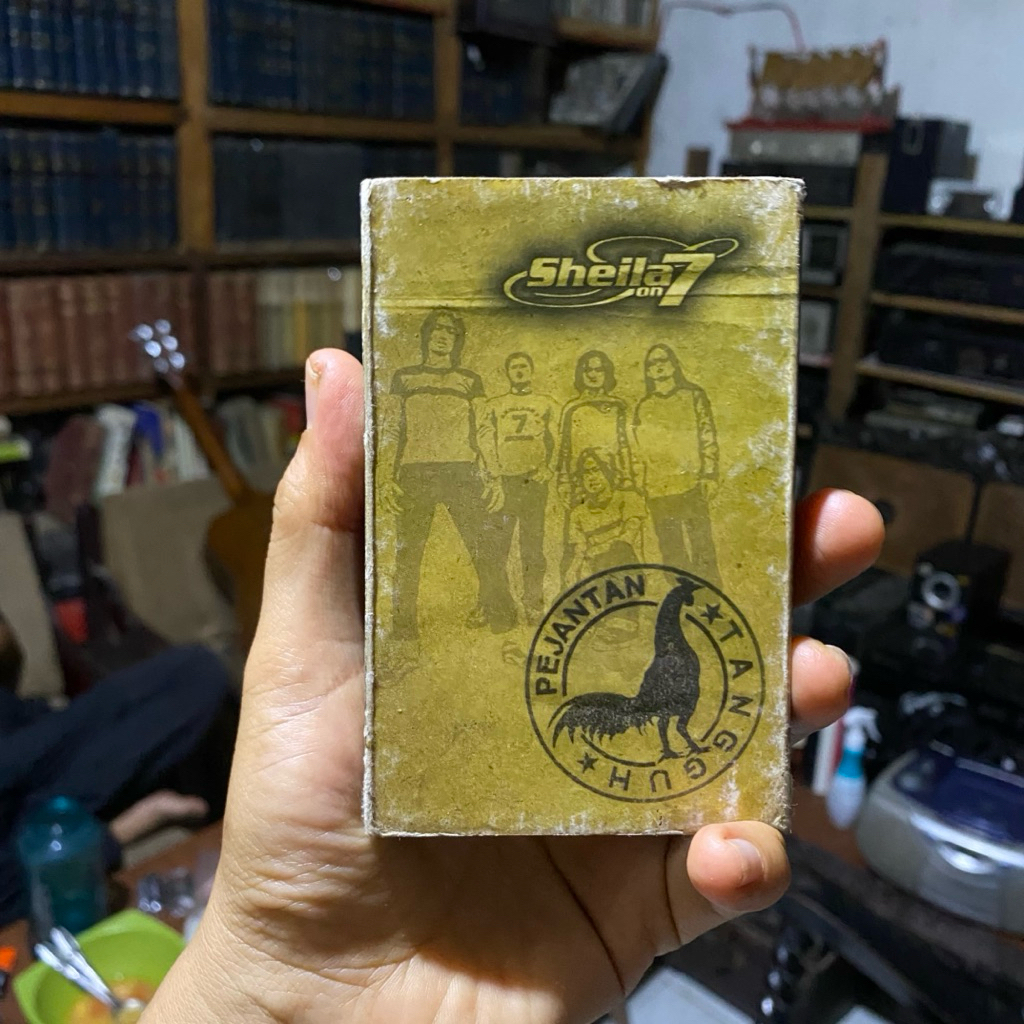 Sheila
on 7
7
PEJANTAN
TANGGUH